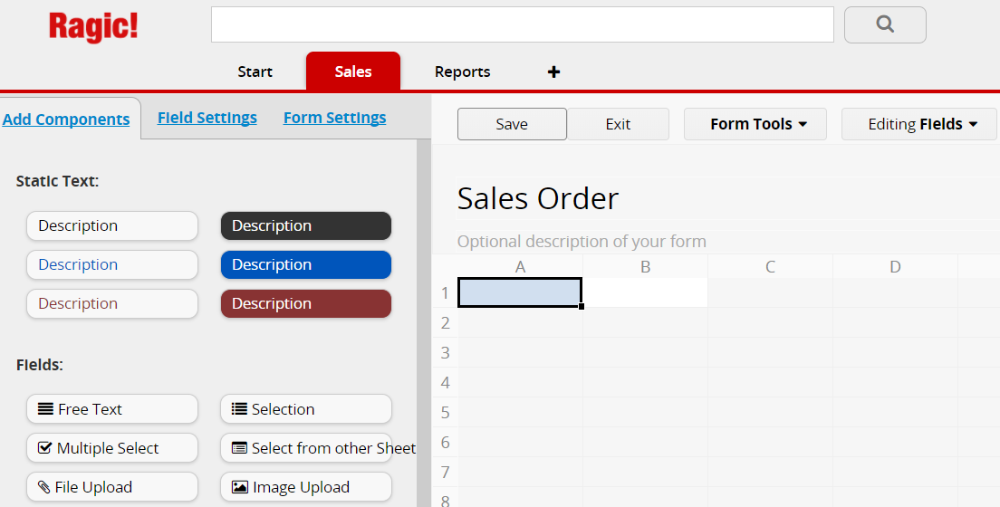 Ragic!
Start Sales Reports
Add Components Field Settings Form Settings
Save Exit Form Tools Editing Fields
Static Text:
Sales Order
Description Description
Optional description of your form
Description Description
A B C D
Description Description
1
2
3
Fields:
4
Free Text Selection
5
Multiple Select Select from other Sheet
6
7
File Upload Image Upload
8